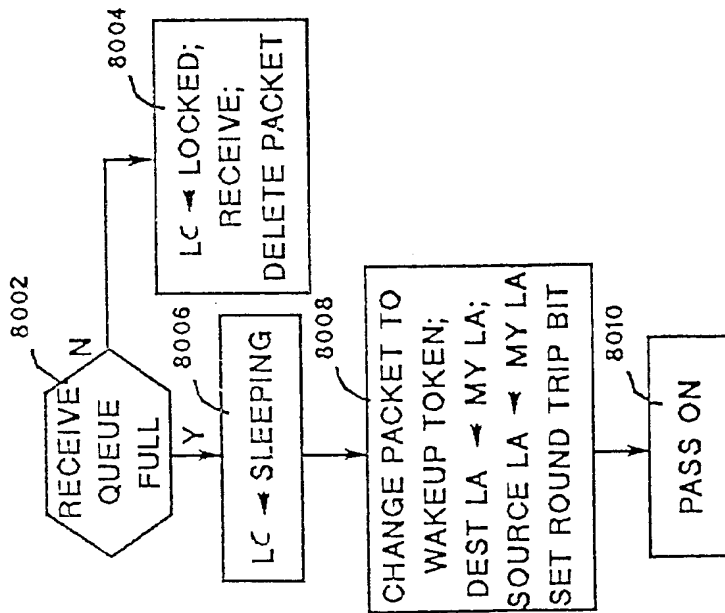 8002
RECEIVE
QUEUE
FULL
N
Y
8004
LC ← LOCKED;
RECEIVE;
DELETE PACKET
8006
LC ← SLEEPING
8008
CHANGE PACKET TO
WAKEUP TOKEN;
DEST LA ← MY LA;
SOURCE LA ← MY LA
SET ROUND TRIP BIT
8010
PASS ON